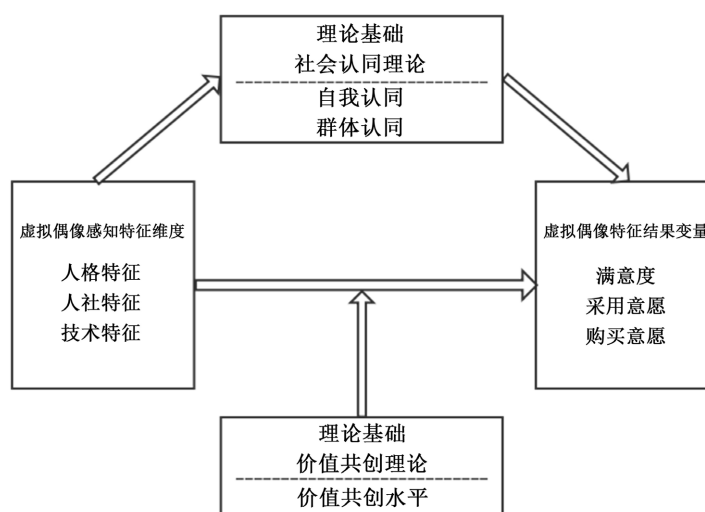 理论基础
社会认同理论
自我认同
群体认同
虚拟偶像感知特征维度
人格特征
人社特征
技术特征
虚拟偶像特征结果变量
满意度
采用意愿
购买意愿
理论基础
价值共创理论
价值共创水平